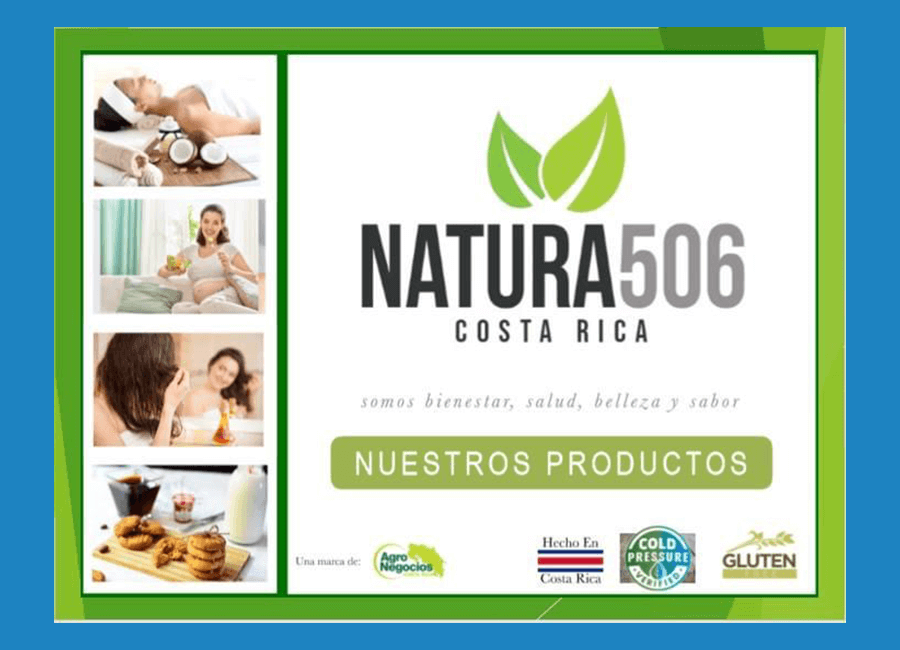 NATURA506
COSTA RICA
somos bienestar, salud, belleza y sabor
NUESTROS PRODUCTOS
Una marca de:
Agro
Negocios
Hecho En
Costa Rica
COLD
PRESSURE
VERIFIED
GLUTEN